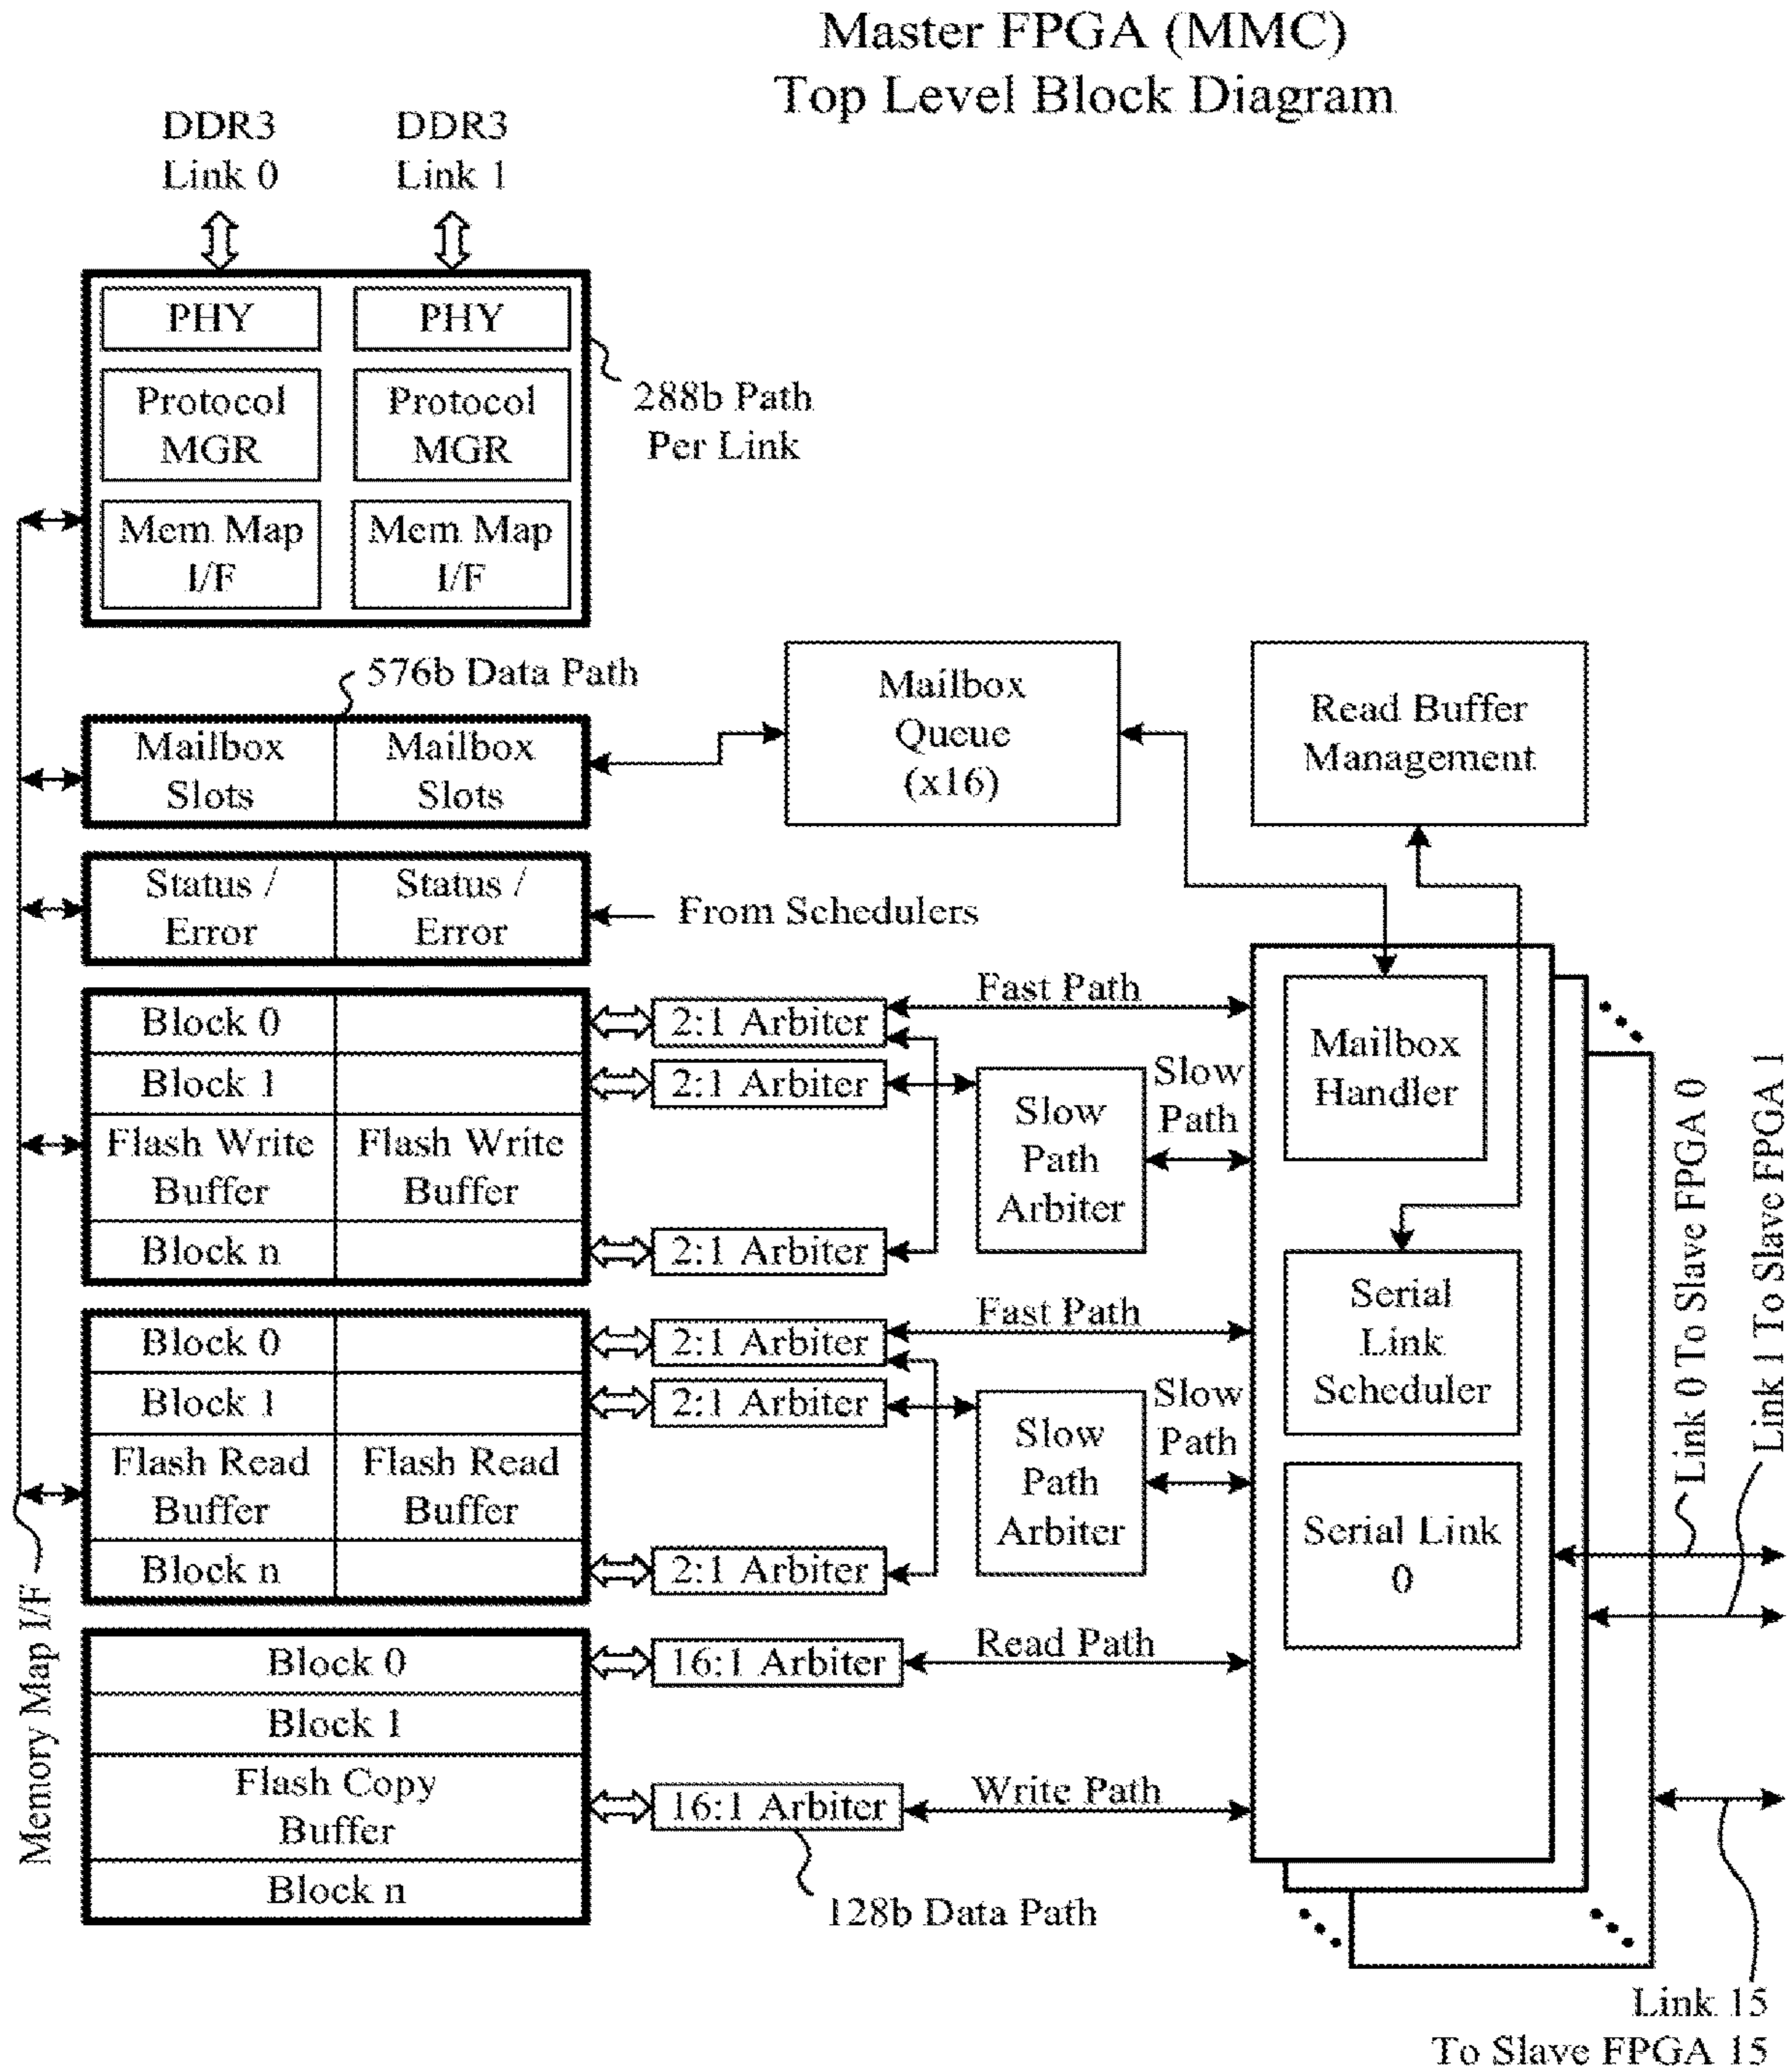 Master FPGA (MMC)
Top Level Block Diagram
DDR3
Link 0
DDR3
Link 1
PHY
PHY
Protocol
MGR
Protocol
MGR
288b Path
Per Link
Mem Map
I/F
Mem Map
I/F
576b Data Path
Mailbox
Slots
Mailbox
Slots
Mailbox
Queue
(x16)
Read Buffer
Management
Status /
Error
Status /
Error
From Schedulers
Block 0
Block 1
Flash Write
Buffer
Flash Write
Buffer
Block n
2:1 Arbiter
2:1 Arbiter
2:1 Arbiter
Fast Path
Slow
Path
Arbiter
Slow
Path
Mailbox
Handler
Serial
Link
Scheduler
Serial Link
0
Block 0
Block 1
Flash Read
Buffer
Flash Read
Buffer
Block n
2:1 Arbiter
2:1 Arbiter
2:1 Arbiter
Fast Path
Slow
Path
Arbiter
Slow
Path
Block 0
Block 1
Flash Copy
Buffer
Block n
16:1 Arbiter
16:1 Arbiter
Read Path
Write Path
128b Data Path
Memory Map I/F
Link 0 To Slave FPGA 0
Link 1 To Slave FPGA 1
Link 15
To Slave FPGA 15